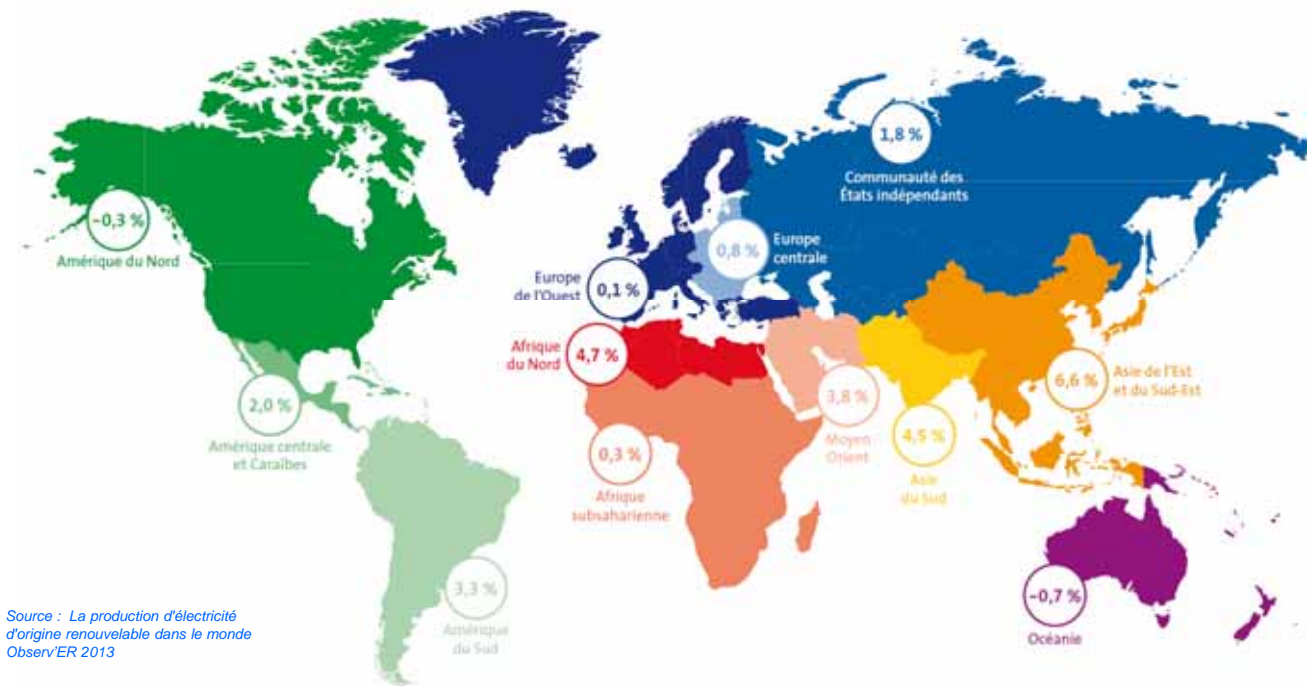 1,8 %
Communauté des
États indépendants
−0,3 %
Amérique du Nord
0,8 %
Europe
centrale
Europe
de l'Ouest
0,1 %
Afrique
du Nord
4,7 %
6,6 %
Asie de l'Est
et du Sud-Est
3,8 %
Moyen
Orient
2,0 %
Amérique centrale
et Caraïbes
4,5 %
Asie
du Sud
0,3 %
Afrique
subsaharienne
3,3 %
Amérique
du Sud
−0,7 %
Océanie
Source : La production d'électricité
d'origine renouvelable dans le monde
Observ'ER 2013